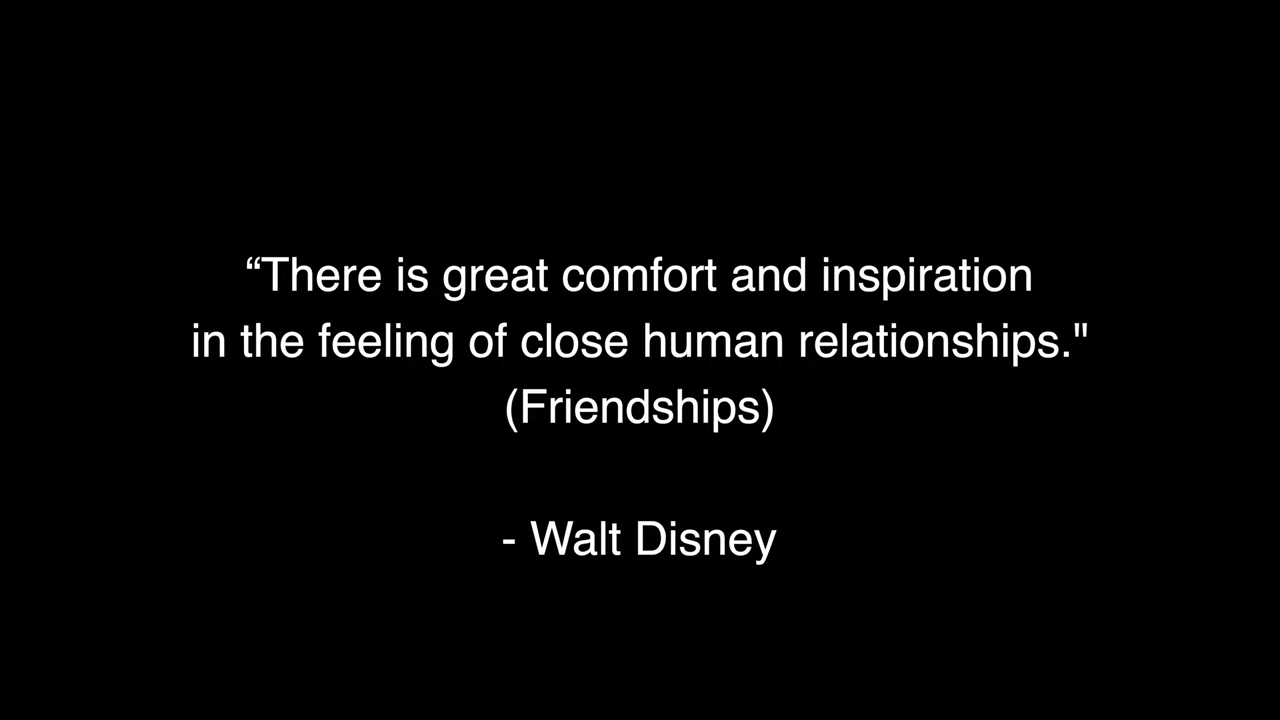 “There is great comfort and inspiration
in the feeling of close human relationships."
(Friendships)
- Walt Disney